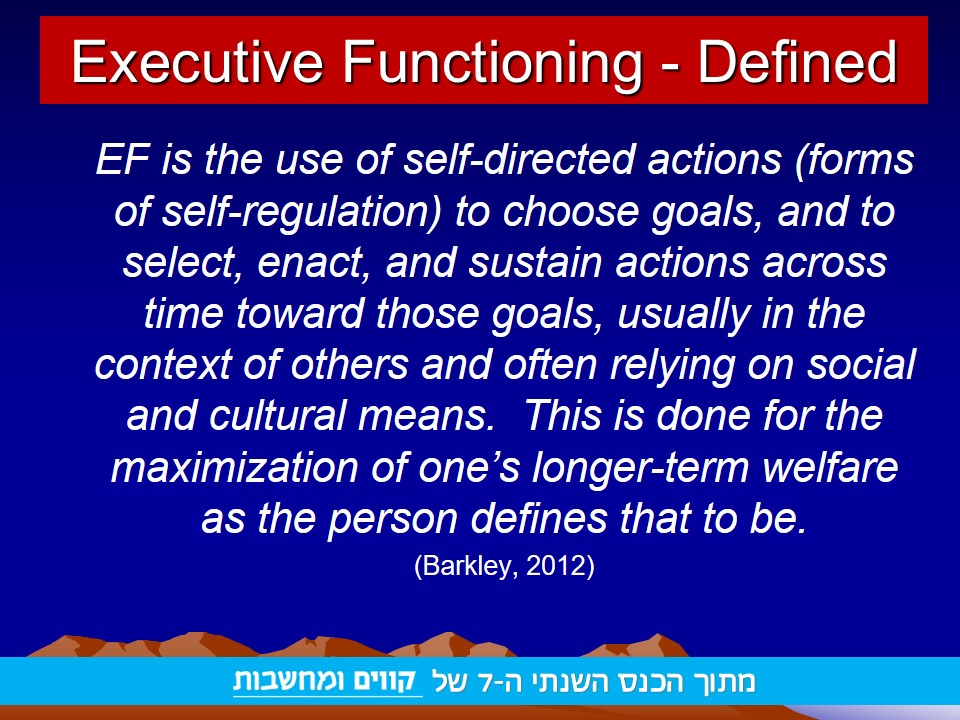 Executive Functioning - Defined
EF is the use of self-directed actions (forms
of self-regulation) to choose goals, and to
select, enact, and sustain actions across
time toward those goals, usually in the
context of others and often relying on social
and cultural means.  This is done for the
maximization of one’s longer-term welfare
as the person defines that to be.
(Barkley, 2012)
מתוך הכנס השנתי ה-7 של קווים ומחשבות